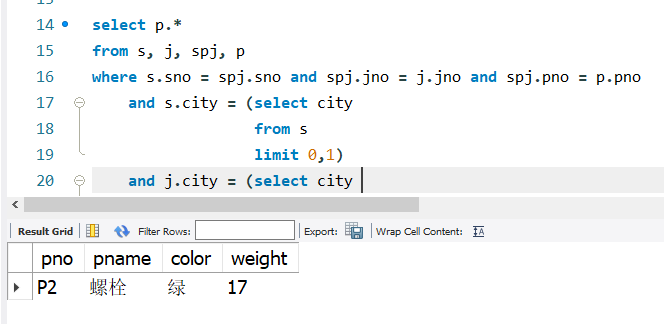 14 select p.*
15 from s, j, spj, p
16 where s.sno = spj.sno and spj.jno = j.jno and spj.pno = p.pno
17 and s.city = (select city
18 from s
19 limit 0,1)
20 and j.city = (select city
Result Grid Filter Rows: Export: Wrap Cell Content:
pno pname color weight
P2 螺栓 绿 17